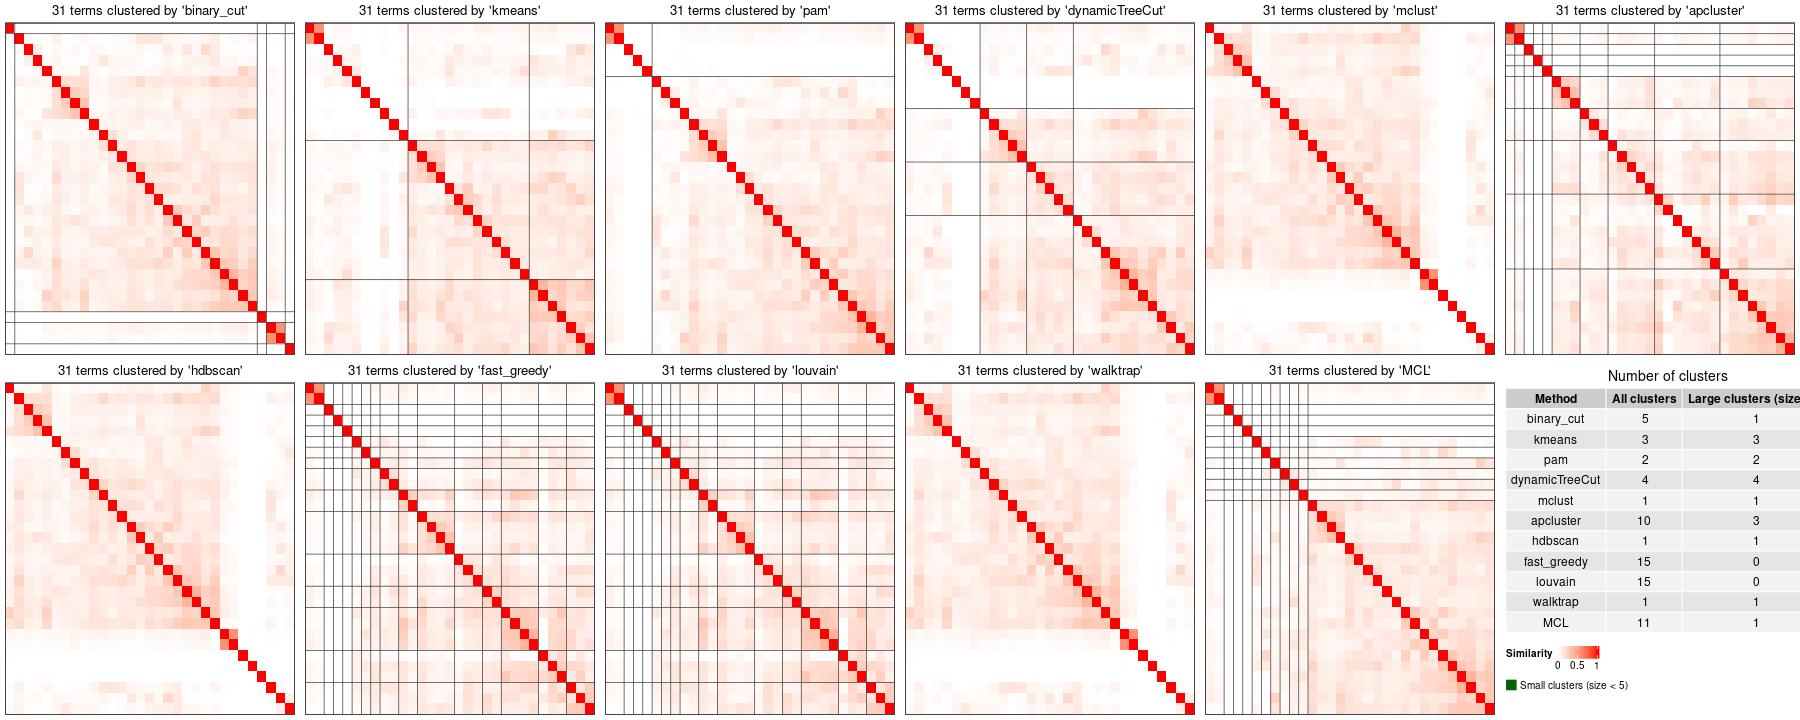 31 terms clustered by 'binary_cut'
31 terms clustered by 'kmeans'
31 terms clustered by 'pam'
31 terms clustered by 'dynamicTreeCut'
31 terms clustered by 'mclust'
31 terms clustered by 'apcluster'
31 terms clustered by 'hdbscan'
31 terms clustered by 'fast_greedy'
31 terms clustered by 'louvain'
31 terms clustered by 'walktrap'
31 terms clustered by 'MCL'
Number of clusters
Method All clusters Large clusters (size
binary_cut 5 1
kmeans 3 3
pam 2 2
dynamicTreeCut 4 4
mclust 1 1
apcluster 10 3
hdbscan 1 1
fast_greedy 15 0
louvain 15 0
walktrap 1 1
MCL 11 1
Similarity
0 0.5 1
Small clusters (size < 5)